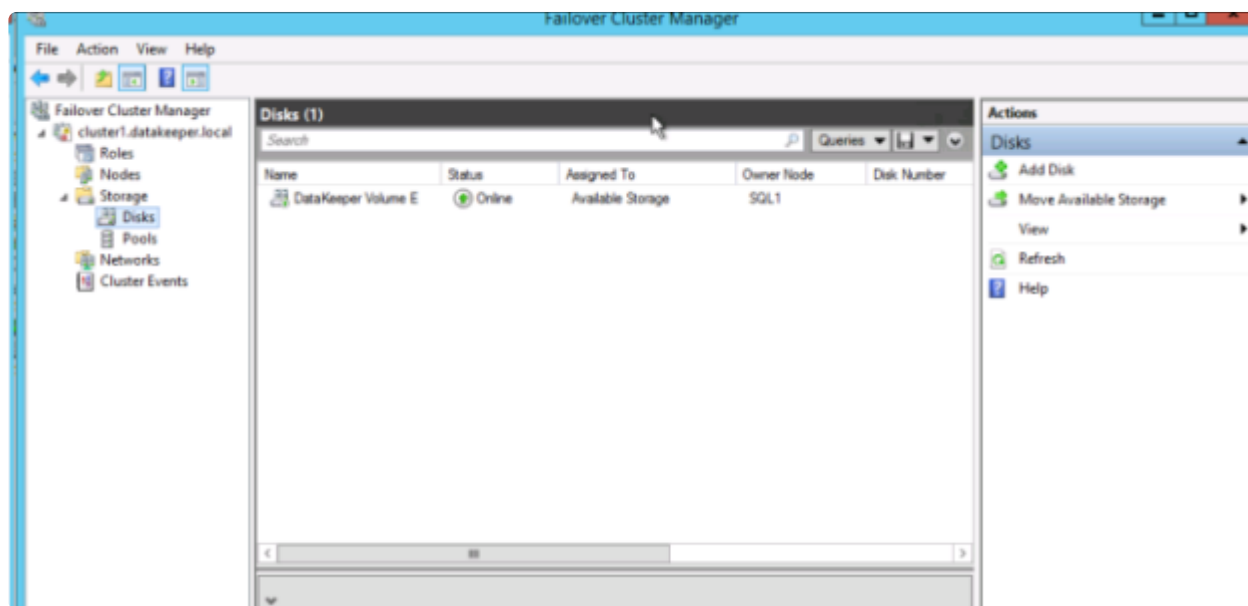 Failover Cluster Manager
File Action View Help
Failover Cluster Manager
cluster1.datakeeper.local
Roles
Nodes
Storage
Disks
Pools
Networks
Cluster Events
Disks (1)
Search
Queries
Name Status Assigned To Owner Node Disk Number
DataKeeper Volume E Online Available Storage SQL1
Actions
Disks
Add Disk
Move Available Storage
View
Refresh
Help